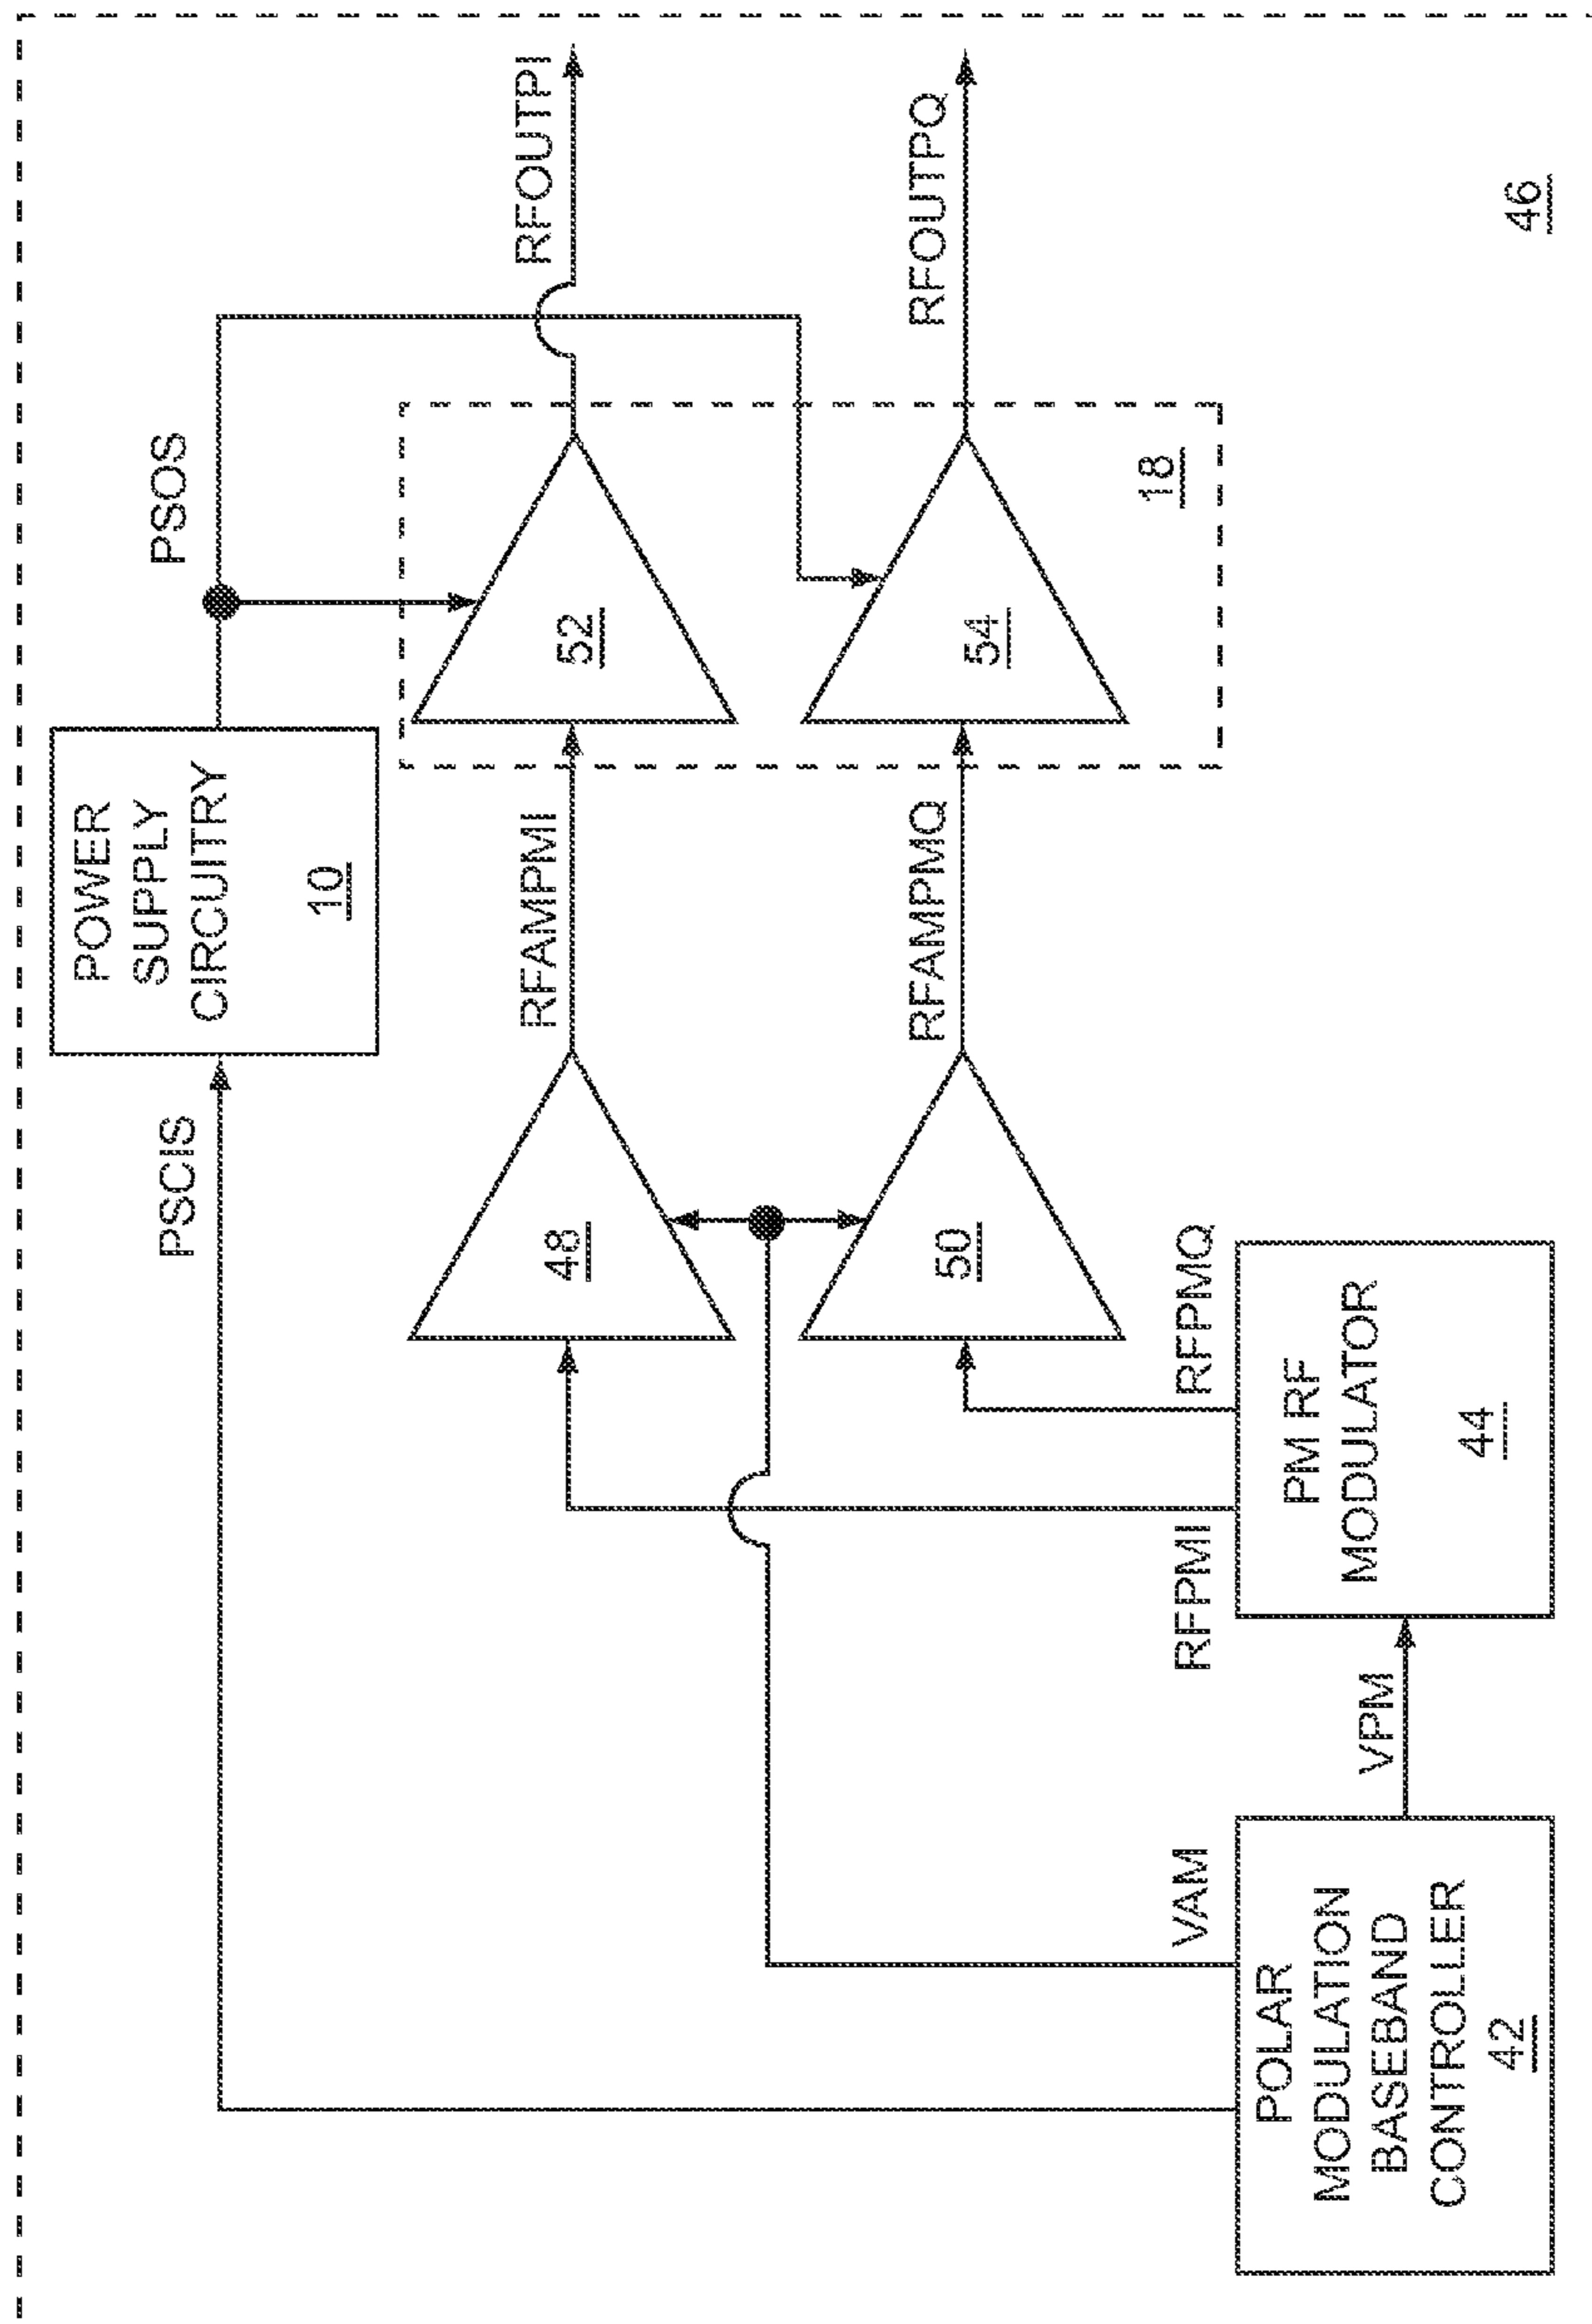 PSCIS
POWER
SUPPLY
CIRCUITRY
10
PSOS
RFOUTPI
RFAMPMI
48
52
RFOUTPQ
RFAMPMQ
50
54
18
VAM
RFPMI
RFPMQ
POLAR
MODULATION
BASEBAND
CONTROLLER
42
VPM
PM RF
MODULATOR
44
46